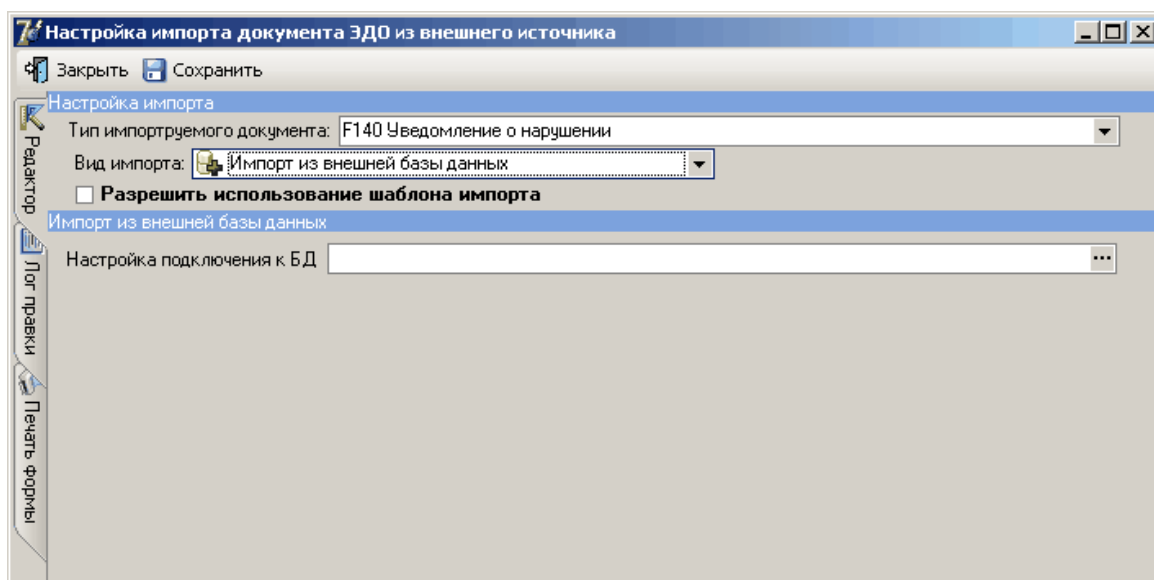 Настройка импорта документа ЭДО из внешнего источника
Закрыть Сохранить
Настройка импорта
Тип импортруемого документа: F140 Уведомление о нарушении
Вид импорта: Импорт из внешней базы данных
Разрешить использование шаблона импорта
Импорт из внешней базы данных
Настройка подключения к БД ...
Редактор
Лог правки
Печать формы